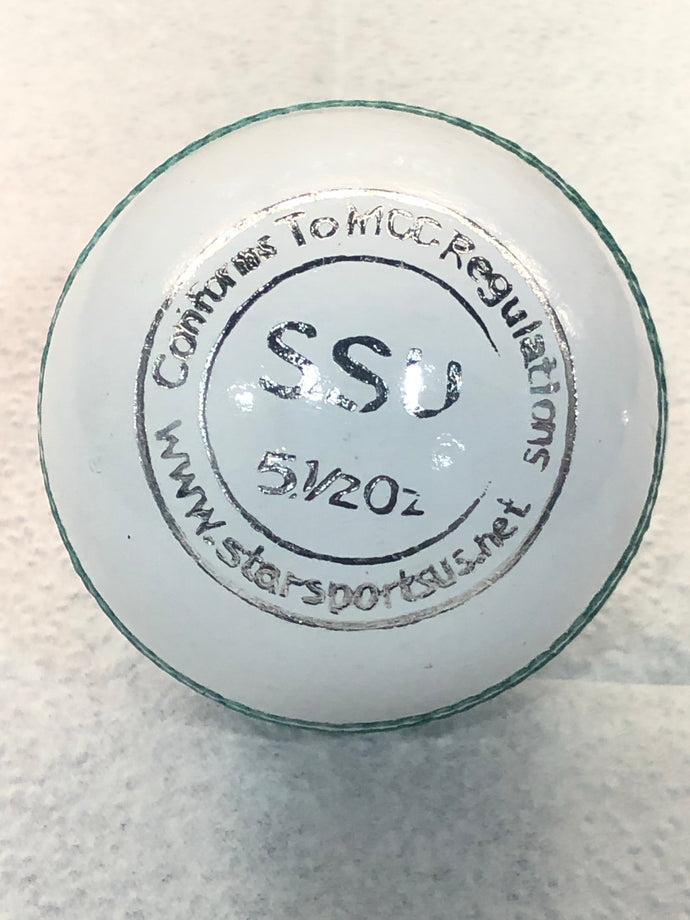 Conforms To MCC Regulations
SSU
5.1/2 Oz
www.starsportsus.net